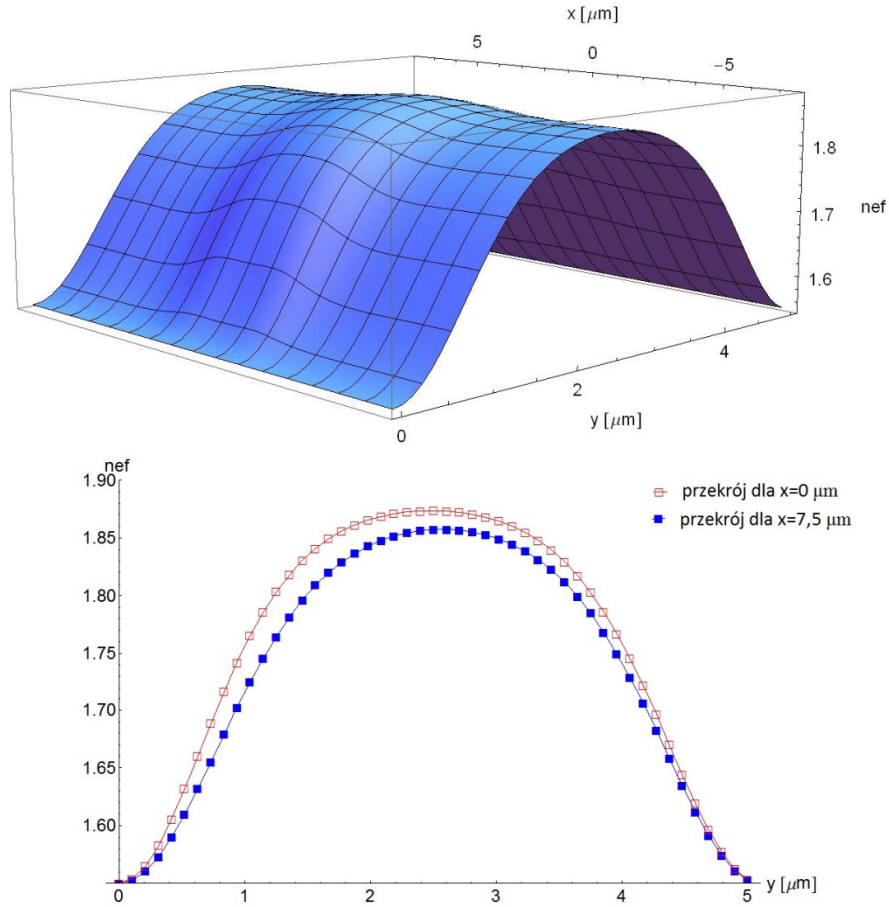 x [μm]
5 0 −5
1.8
1.7
nef
1.6
4
2
y [μm]
0
nef
1.90
przekrój dla x=0 μm
przekrój dla x=7,5 μm
1.85
1.80
1.75
1.70
1.65
1.60
0 1 2 3 4 5 y [μm]